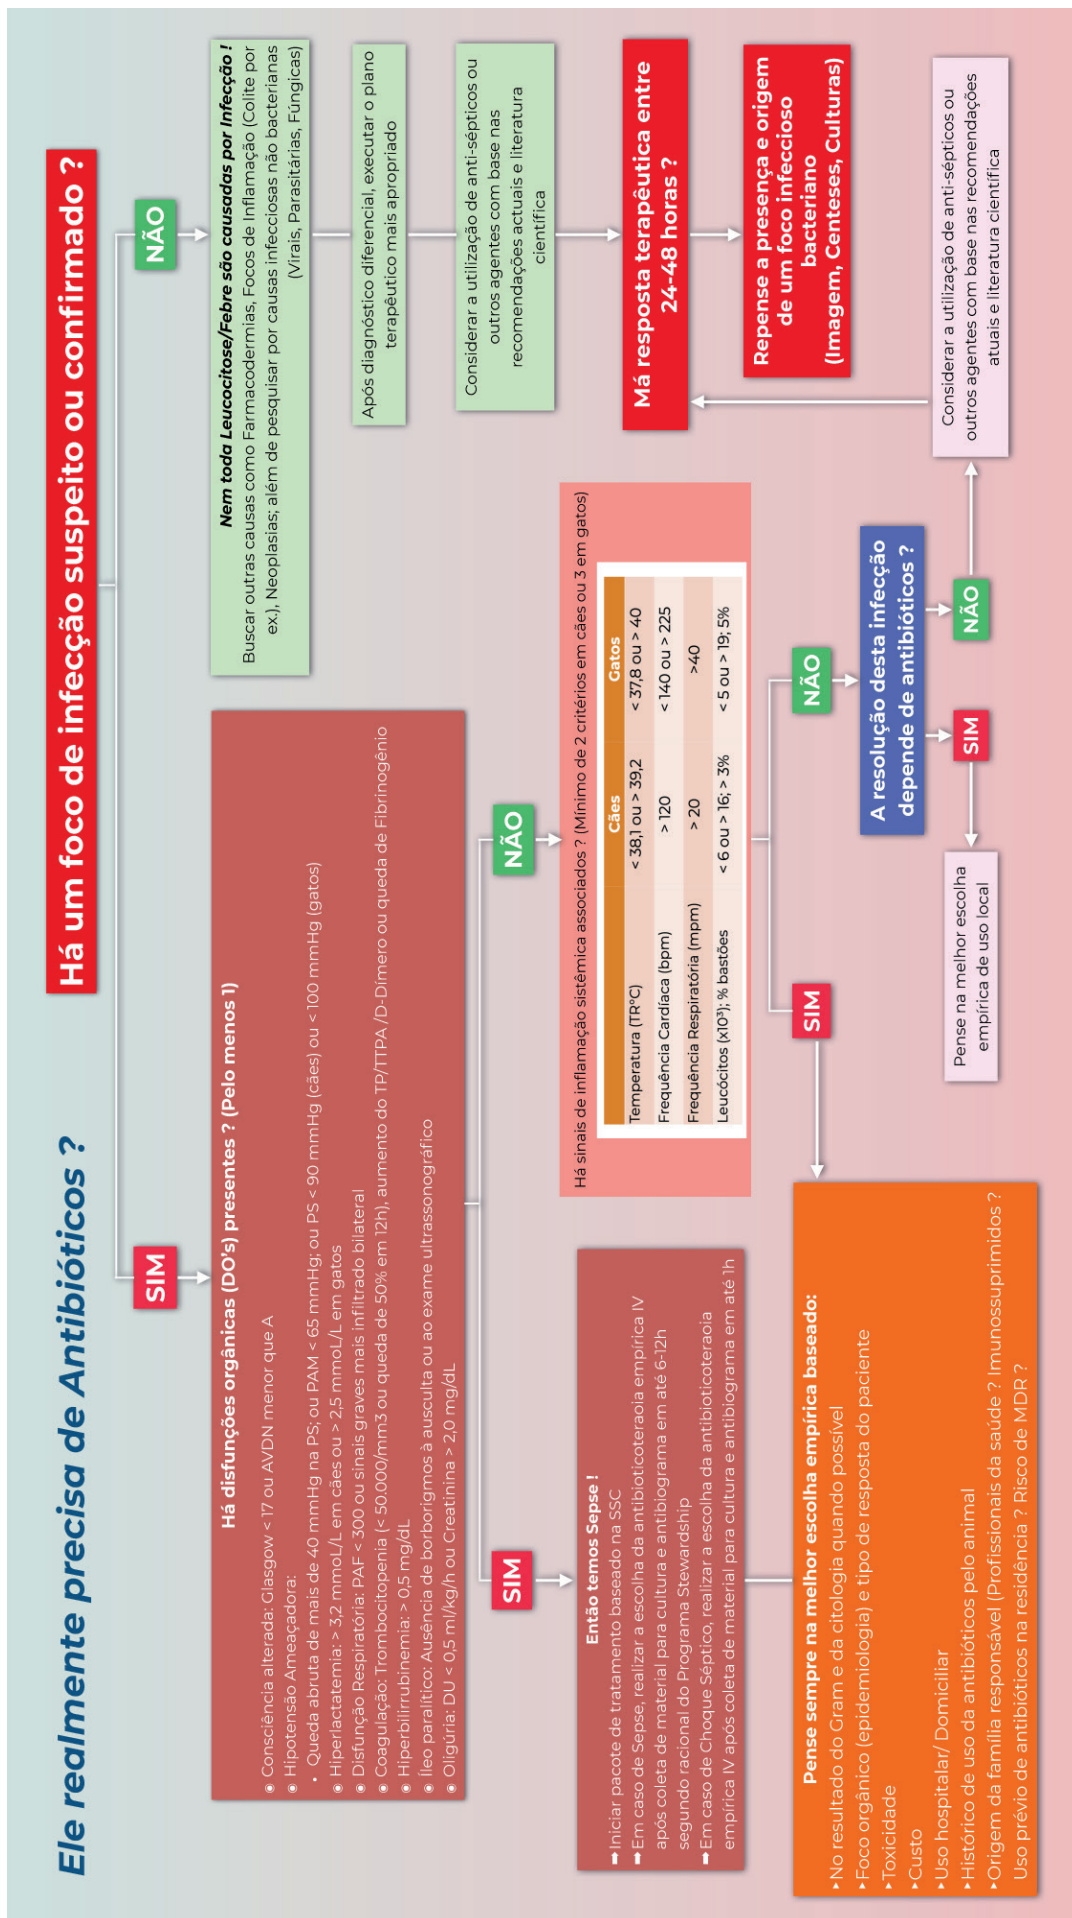 Ele realmente precisa de Antibióticos ?
Há um foco de infecção suspeito ou confirmado ?
SIM
NÃO
Há disfunções orgânicas (DO's) presentes ? (Pelo menos 1)
◉ Consciência alterada: Glasgow < 17 ou AVDN menor que A
◉ Hipotensão Ameaçadora:
• Queda abruta de mais de 40 mmHg na PS; ou PAM < 65 mmHg; ou PS < 90 mmHg (cães) ou < 100 mmHg (gatos)
◉ Hiperlactatemia: > 3,2 mmoL/L em cães ou > 2,5 mmoL/L em gatos
◉ Disfunção Respiratória: PAF < 300 ou sinais graves mais infiltrado bilateral
◉ Coagulação: Trombocitopenia (< 50.000/mm3 ou queda de 50% em 12h), aumento do TP/TTPA /D-Dímero ou queda de Fibrinogênio
◉ Hiperbilirrubinemia: > 0,5 mg/dL
◉ Íleo paralítico: Ausência de borborigmos à ausculta ou ao exame ultrassonográfico
◉ Oligúria: DU < 0,5 ml/kg/h ou Creatinina > 2,0 mg/dL
Nem toda Leucocitose/Febre são causadas por Infecção !
Buscar outras causas como Farmacodermias, Focos de Inflamação (Colite por
ex.), Neoplasias; além de pesquisar por causas infecciosas não bacterianas
(Virais, Parasitárias, Fúngicas)
Após diagnóstico diferencial, executar o plano
terapêutico mais apropriado
Considerar a utilização de anti-sépticos ou
outros agentes com base nas
recomendações actuais e literatura
científica
Má resposta terapêutica entre
24-48 horas ?
Repense a presença e origem
de um foco infeccioso
bacteriano
(Imagem, Centeses, Culturas)
SIM
NÃO
Então temos Sepse !
➡ Iniciar pacote de tratamento baseado na SSC
➡ Em caso de Sepse, realizar a escolha da antibioticoteraoia empírica IV
após coleta de material para cultura e antibiograma em até 6-12h
segundo racional do Programa Stewardship
➡ Em caso de Choque Séptico, realizar a escolha da antibioticoteraoia
empírica IV após coleta de material para cultura e antibiograma em até 1h
Há sinais de inflamação sistêmica associados ? (Mínimo de 2 critérios em cães ou 3 em gatos)
Cães Gatos
Temperatura (TRºC) < 38,1 ou > 39,2 < 37,8 ou > 40
Frequência Cardíaca (bpm) > 120 < 140 ou > 225
Frequência Respiratória (mpm) > 20 >40
Leucócitos (x10³); % bastões < 6 ou > 16; > 3% < 5 ou > 19; 5%
SIM
NÃO
Pense sempre na melhor escolha empírica baseado:
▸No resultado do Gram e da citologia quando possível
▸Foco orgânico (epidemiologia) e tipo de resposta do paciente
▸Toxicidade
▸Custo
▸Uso hospitalar/ Domiciliar
▸Histórico de uso da antibióticos pelo animal
▸Origem da família responsável (Profissionais da saúde ? Imunossuprimidos ?
Uso prévio de antibióticos na residência ? Risco de MDR ?
A resolução desta infecção
depende de antibióticos ?
SIM
NÃO
Pense na melhor escolha
empírica de uso local
Considerar a utilização de anti-sépticos ou
outros agentes com base nas recomendações
atuais e literatura científica